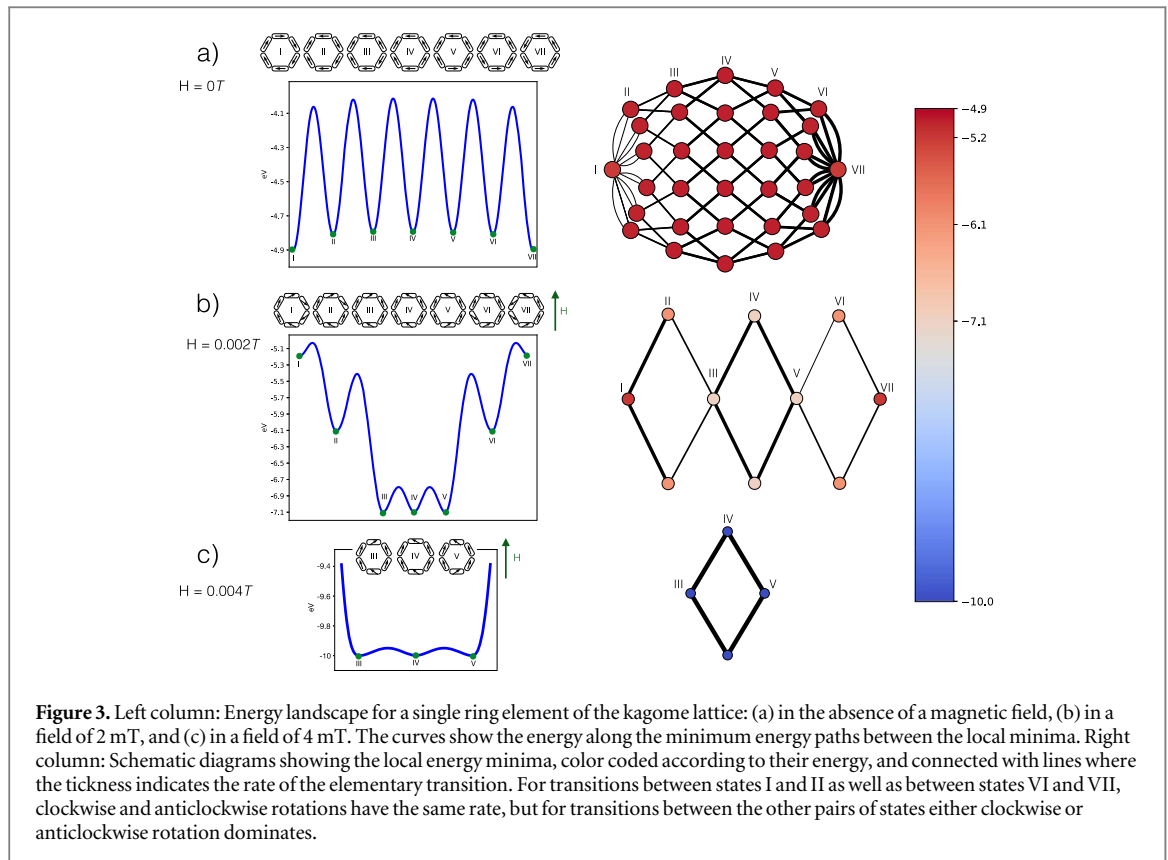 a)
I II III IV V VI VII
H = 0T
-4.1
-4.3
-4.5
-4.7
-4.9
eV
I II III IV V VI VII
I II III IV V VI VII
b)
I II III IV V VI VII
H
H = 0.002T
-5.1
-5.3
-5.5
-5.7
-5.9
-6.1
-6.3
-6.5
-6.7
-6.9
-7.1
eV
I II III IV V VI VII
I II III IV V VI VII
c)
III IV V
H
H = 0.004T
-9.4
-9.6
-9.8
-10
eV
III IV V
III IV V
−4.9
−5.2
−6.1
−7.1
−10.0
Figure 3. Left column: Energy landscape for a single ring element of the kagome lattice: (a) in the absence of a magnetic field, (b) in a
field of 2 mT, and (c) in a field of 4 mT. The curves show the energy along the minimum energy paths between the local minima. Right
column: Schematic diagrams showing the local energy minima, color coded according to their energy, and connected with lines where
the tickness indicates the rate of the elementary transition. For transitions between states I and II as well as between states VI and VII,
clockwise and anticlockwise rotations have the same rate, but for transitions between the other pairs of states either clockwise or
anticlockwise rotation dominates.